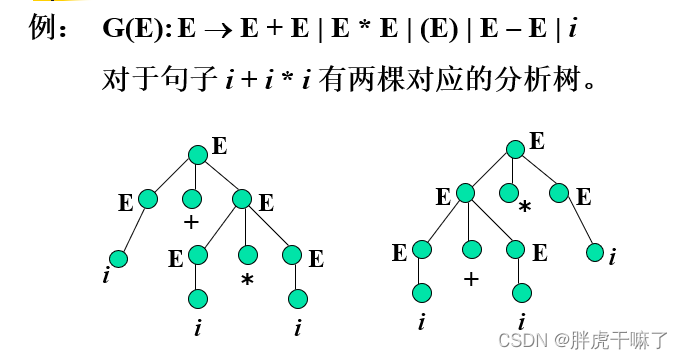 例： G(E): E → E + E | E * E | (E) | E – E | i
对于句子 i + i * i 有两棵对应的分析树。
E E
E + E E * E
i E * E E + E i
i i i i
CSDN @胖虎干嘛了